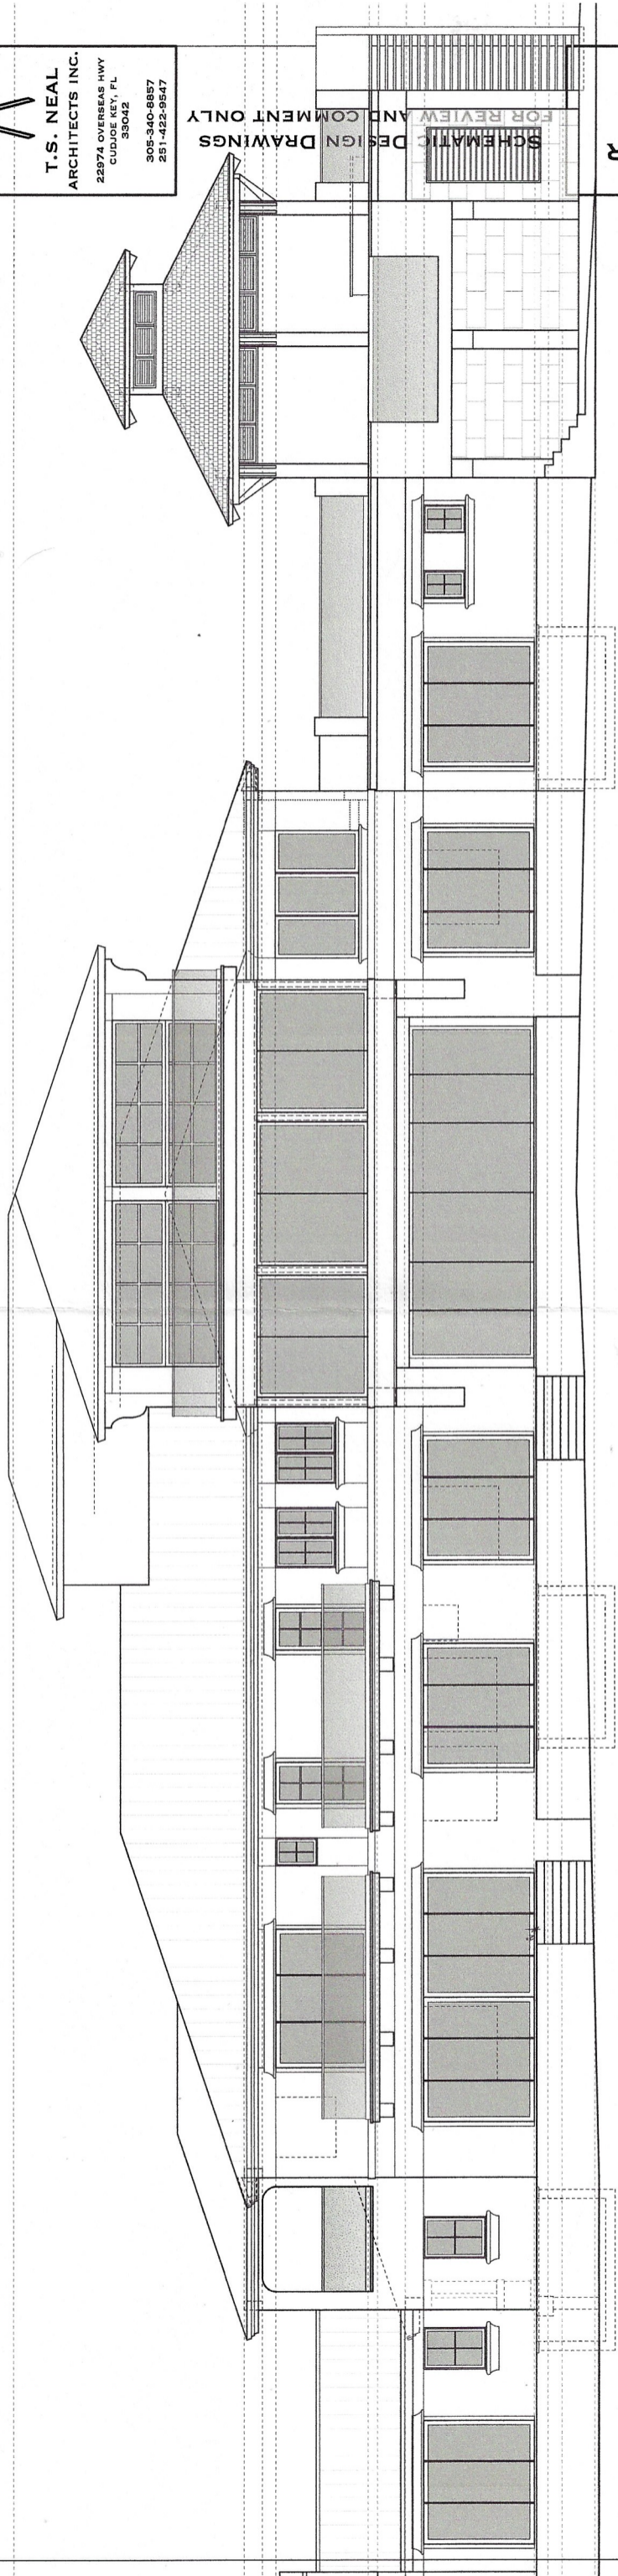 T.S. NEAL
ARCHITECTS INC.
22974 OVERSEAS HWY
CUDJOE KEY, FL
33042
305-340-8857
251-422-9547
SCHEMATIC DESIGN DRAWINGS
FOR REVIEW AND COMMENT ONLY